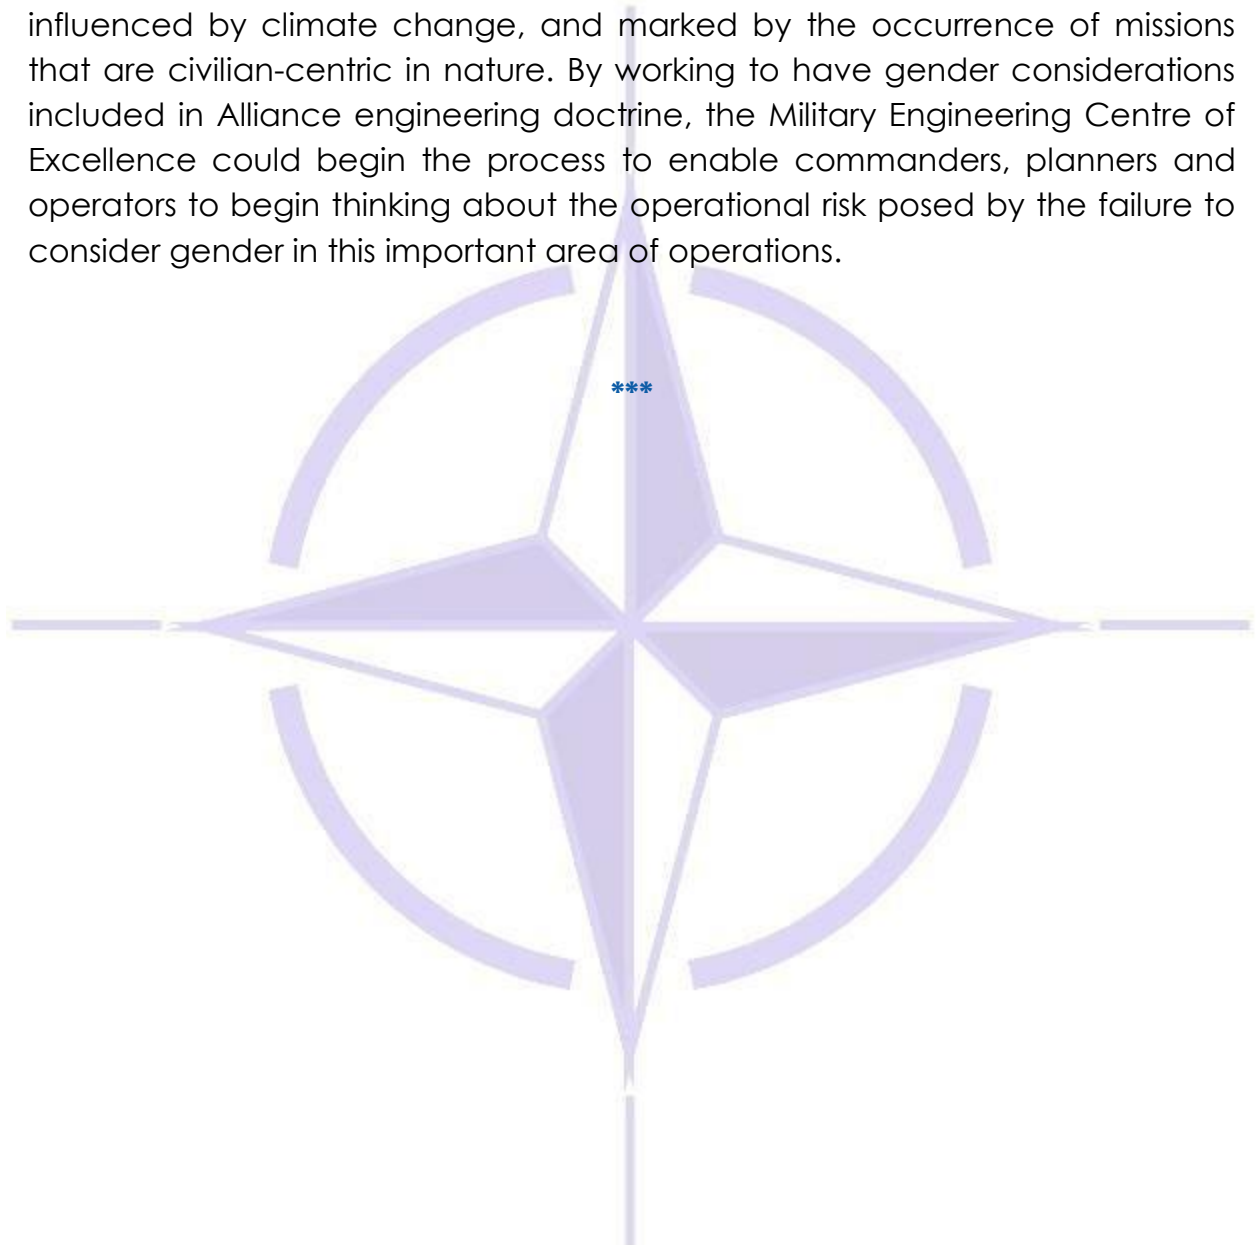 influenced by climate change, and marked by the occurrence of missions
that are civilian-centric in nature. By working to have gender considerations
included in Alliance engineering doctrine, the Military Engineering Centre of
Excellence could begin the process to enable commanders, planners and
operators to begin thinking about the operational risk posed by the failure to
consider gender in this important area of operations.
***